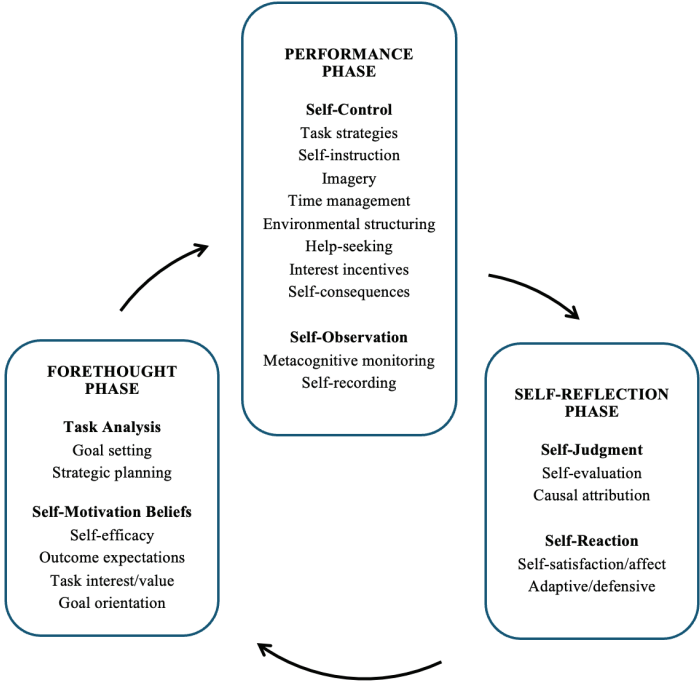 PERFORMANCE
PHASE
Self-Control
Task strategies
Self-instruction
Imagery
Time management
Environmental structuring
Help-seeking
Interest incentives
Self-consequences
Self-Observation
Metacognitive monitoring
Self-recording
FORETHOUGHT
PHASE
Task Analysis
Goal setting
Strategic planning
Self-Motivation Beliefs
Self-efficacy
Outcome expectations
Task interest/value
Goal orientation
SELF-REFLECTION
PHASE
Self-Judgment
Self-evaluation
Causal attribution
Self-Reaction
Self-satisfaction/affect
Adaptive/defensive